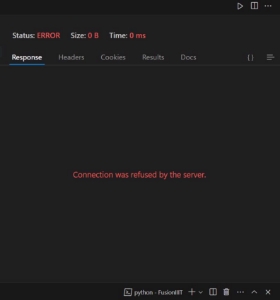 Status: ERROR Size: 0 B Time: 0 ms
Response Headers Cookies Results Docs { }
Connection was refused by the server.
python - FusionIIIT